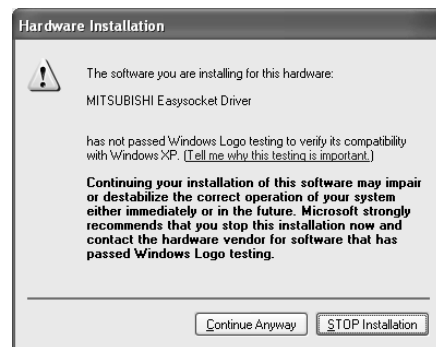 Hardware Installation
The software you are installing for this hardware:
MITSUBISHI Easysocket Driver
has not passed Windows Logo testing to verify its compatibility
with Windows XP. (Tell me why this testing is important.)
Continuing your installation of this software may impair
or destabilize the correct operation of your system
either immediately or in the future. Microsoft strongly
recommends that you stop this installation now and
contact the hardware vendor for software that has
passed Windows Logo testing.
Continue Anyway
STOP Installation